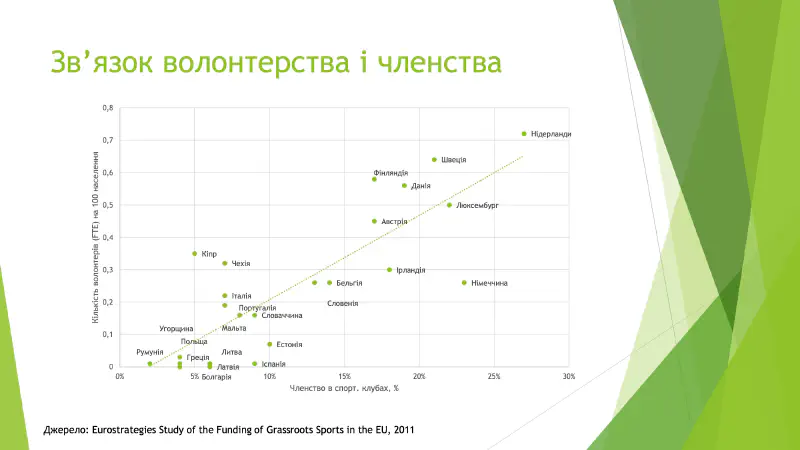 Зв’язок волонтерства і членства
0,8
0,7
0,6
0,5
0,4
0,3
0,2
0,1
0
Кількість волонтерів (FTE) на 100 населення
Нідерланди
Швеція
Фінляндія
Данія
Люксембург
Австрія
Кіпр
Чехія
Ірландія
Бельгія
Німеччина
Італія
Словенія
Португалія
Словаччина
Угорщина
Мальта
Польща
Естонія
Румунія
Литва
Греція
Іспанія
Латвія
Болгарія
0%
5%
10%
15%
20%
25%
30%
Членство в спорт. клубах, %
Джерело: Eurostrategies Study of the Funding of Grassroots Sports in the EU, 2011